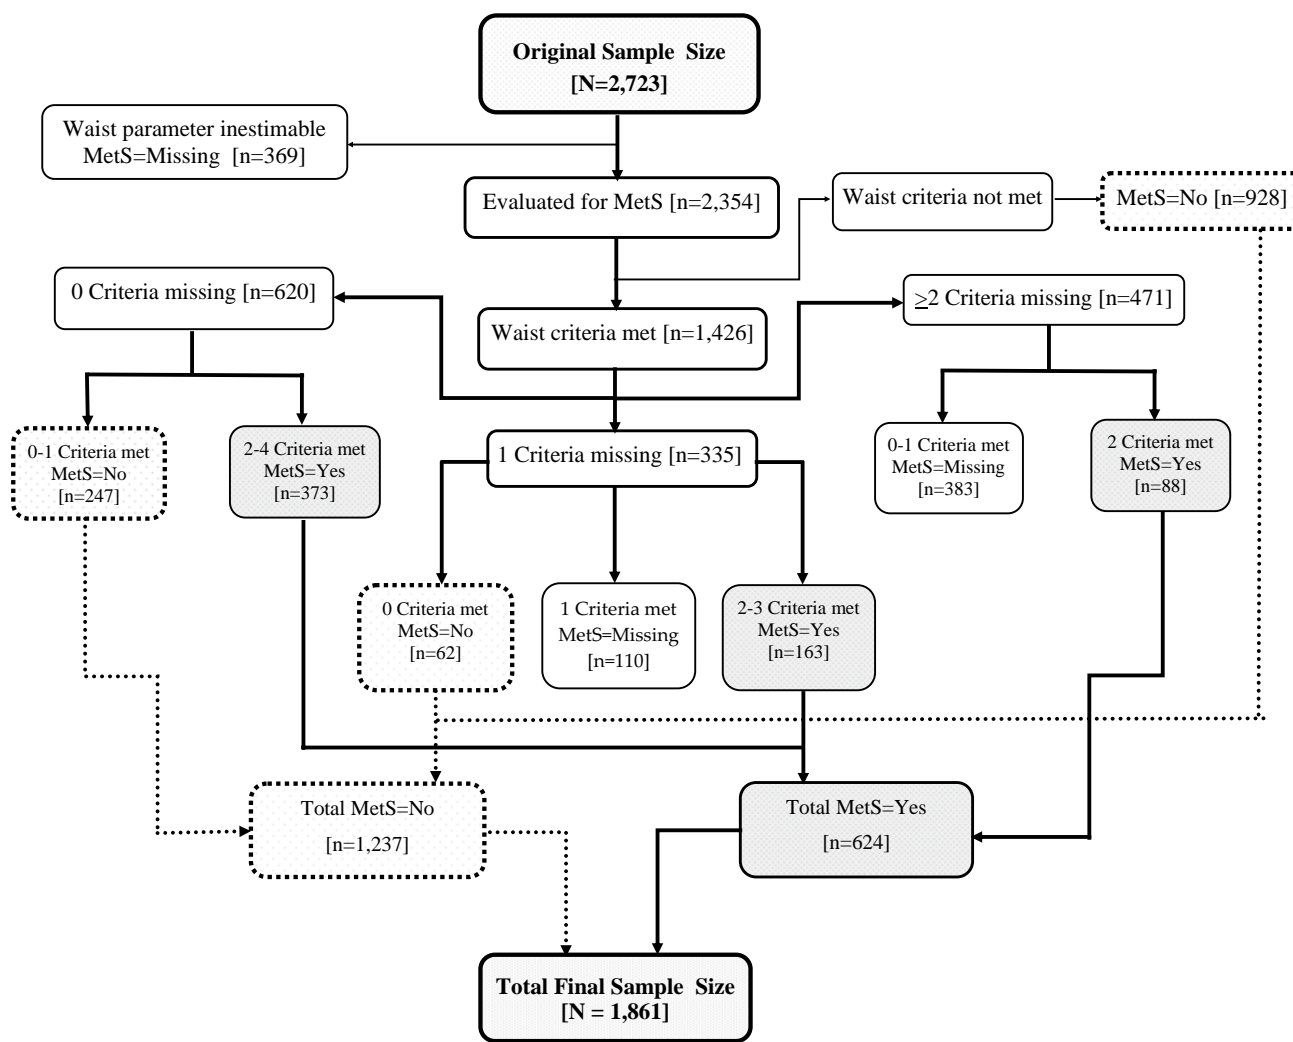 Original Sample Size
[N=2,723]
Waist parameter inestimable
MetS=Missing [n=369]
Evaluated for MetS [n=2,354]
Waist criteria not met
MetS=No [n=928]
0 Criteria missing [n=620]
Waist criteria met [n=1,426]
≥2 Criteria missing [n=471]
0-1 Criteria met
MetS=No
[n=247]
2-4 Criteria met
MetS=Yes
[n=373]
1 Criteria missing [n=335]
0-1 Criteria met
MetS=Missing
[n=383]
2 Criteria met
MetS=Yes
[n=88]
0 Criteria met
MetS=No
[n=62]
1 Criteria met
MetS=Missing
[n=110]
2-3 Criteria met
MetS=Yes
[n=163]
Total MetS=No
[n=1,237]
Total MetS=Yes
[n=624]
Total Final Sample Size
[N = 1,861]